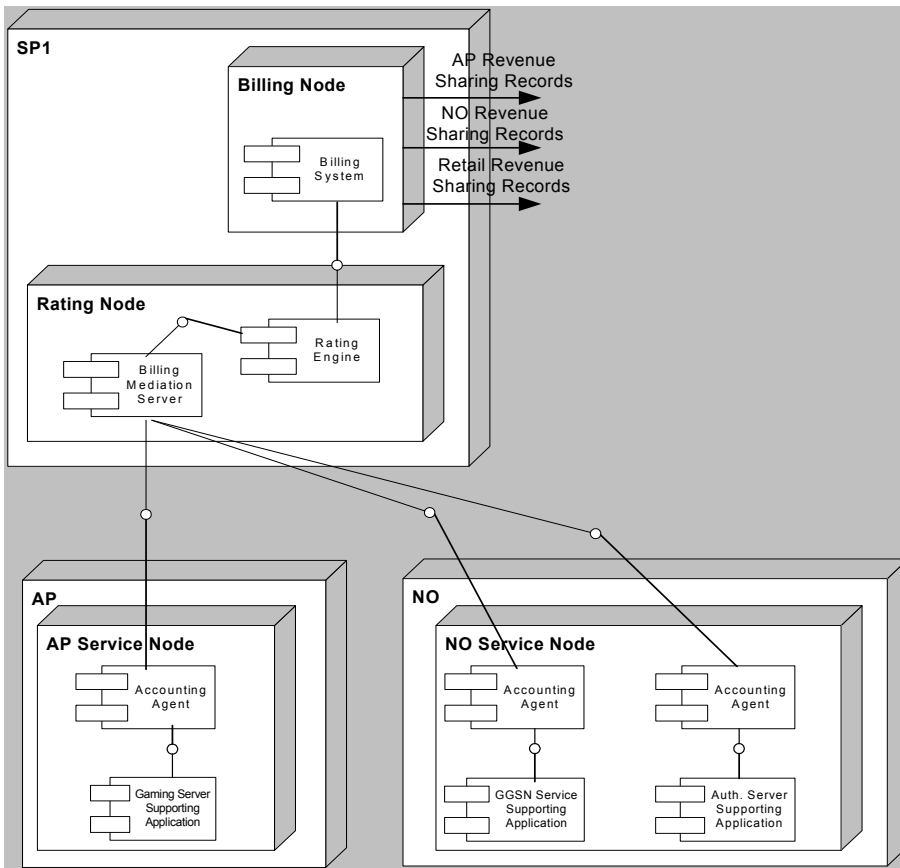 SP1
Billing Node
Billing
System
AP Revenue
Sharing Records
NO Revenue
Sharing Records
Retail Revenue
Sharing Records
Rating Node
Rating
Engine
Billing
Mediation
Server
AP
AP Service Node
Accounting
Agent
Gaming Server
Supporting
Application
NO
NO Service Node
Accounting
Agent
Accounting
Agent
GGSN Service
Supporting
Application
Auth. Server
Supporting
Application